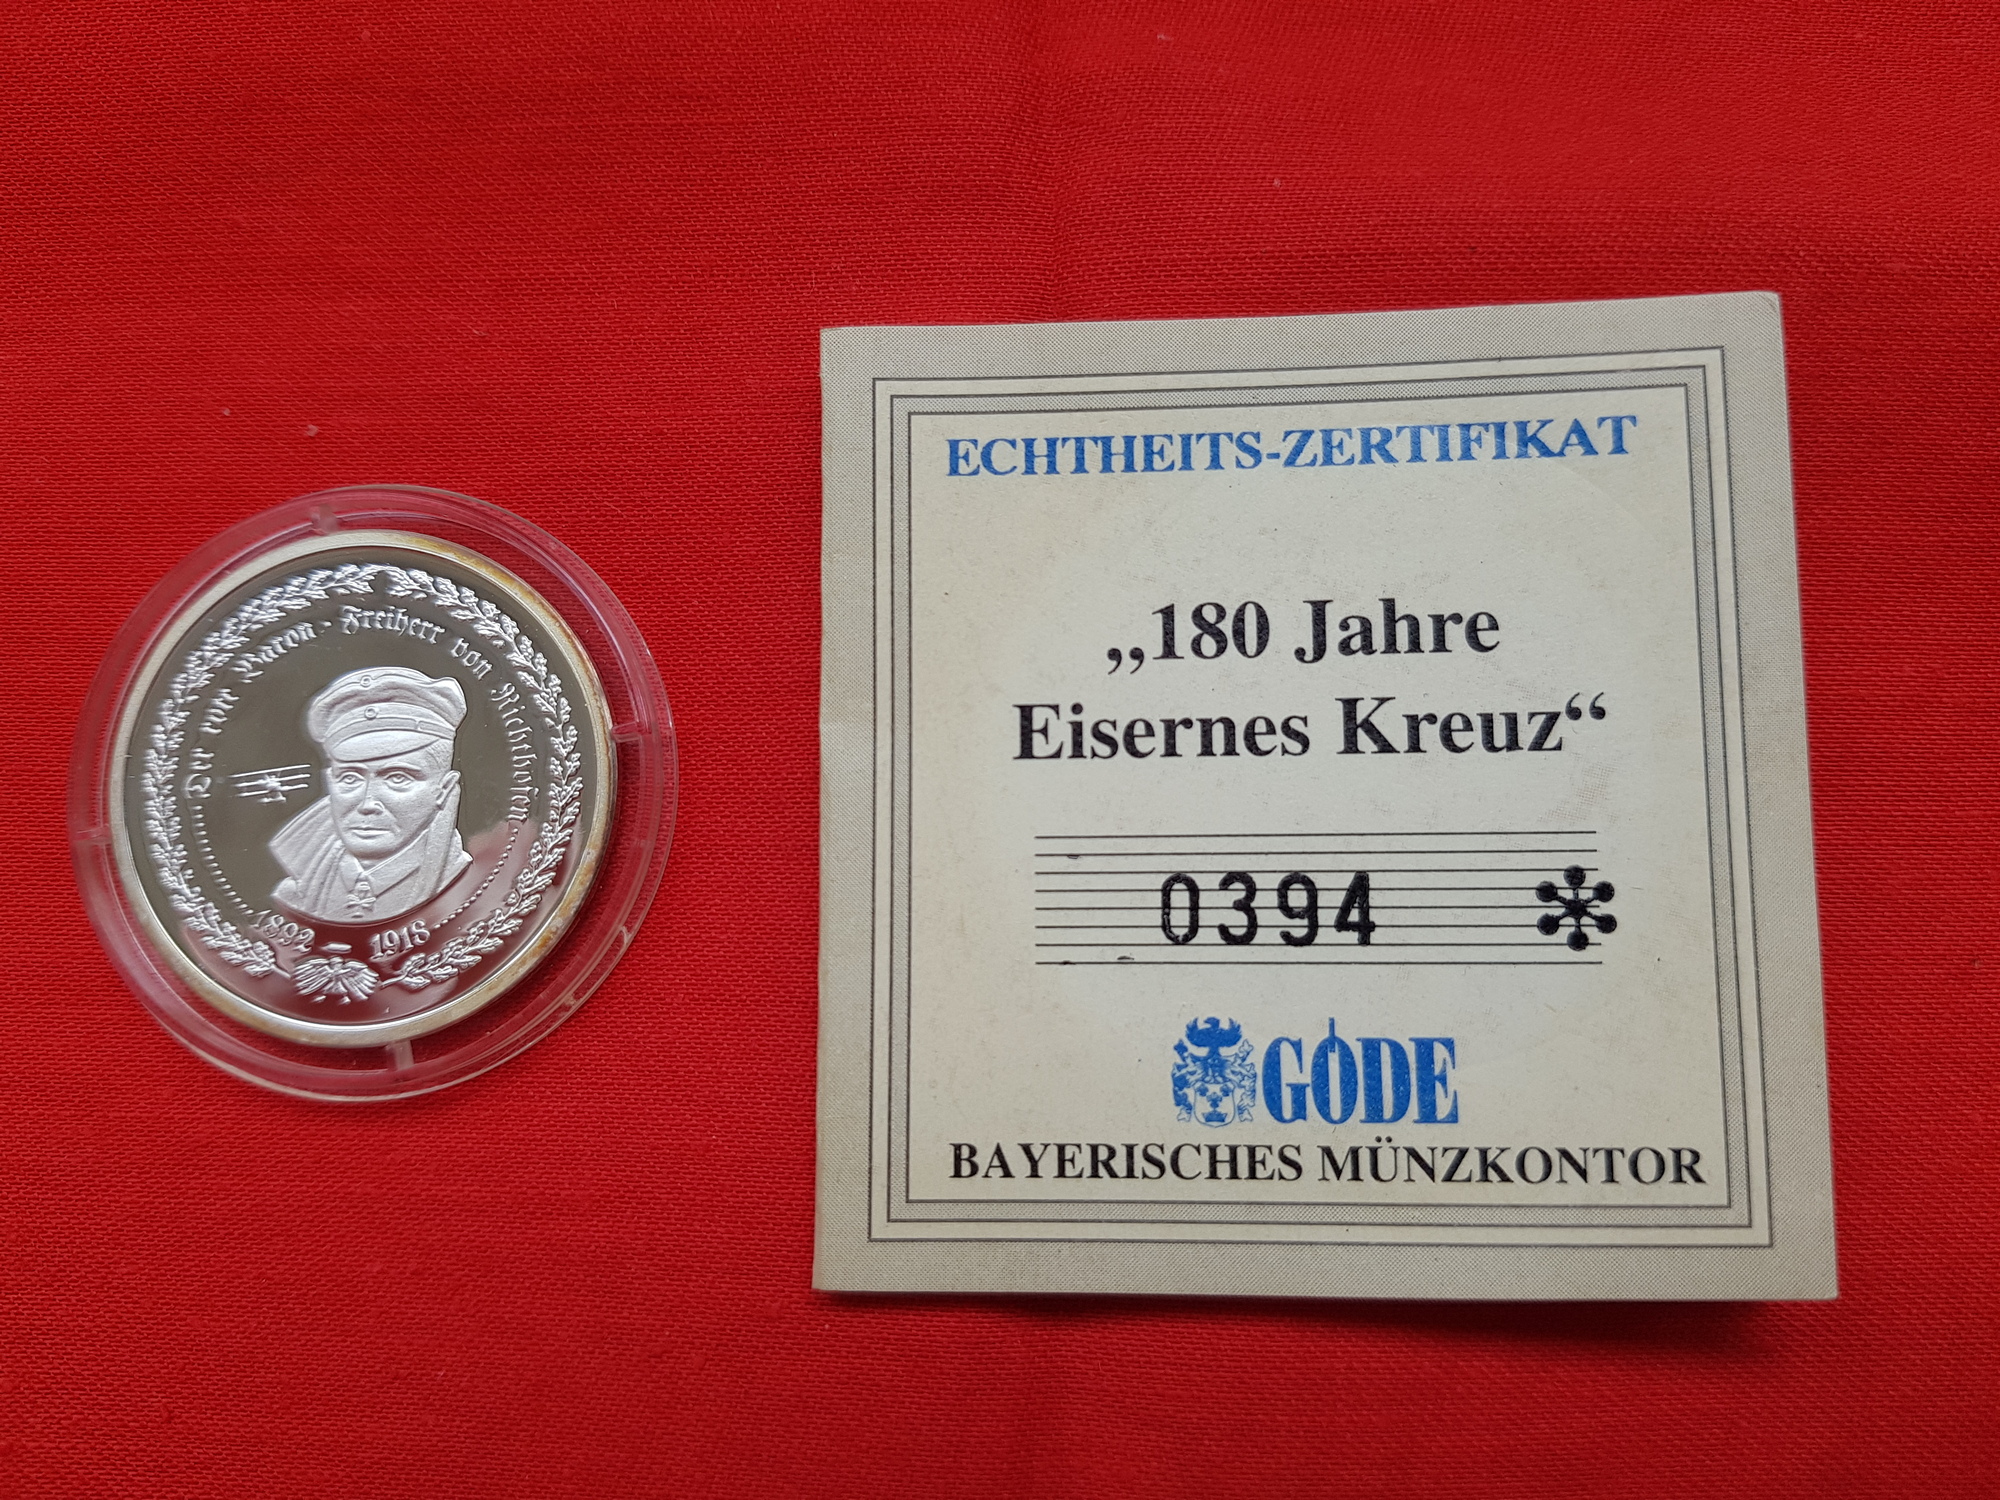 Der rote Baron - Freiherr von Richthofen
1892 - 1918
ECHTHEITS-ZERTIFIKAT
„180 Jahre
Eisernes Kreuz“
0394
GÖDE
BAYERISCHES MÜNZKONTOR